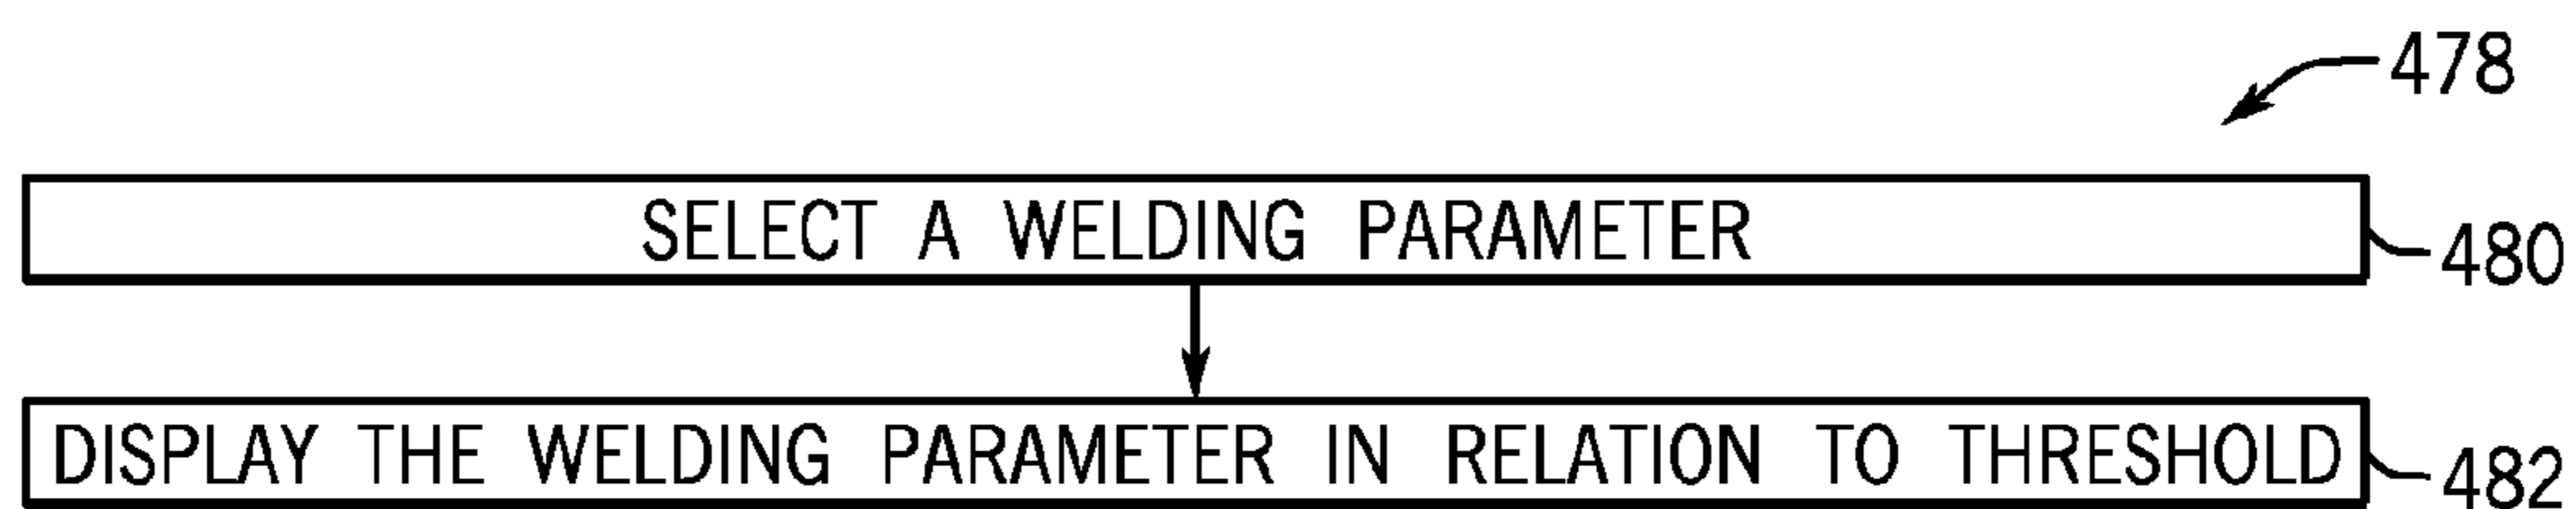 478
SELECT A WELDING PARAMETER
480
DISPLAY THE WELDING PARAMETER IN RELATION TO THRESHOLD
482